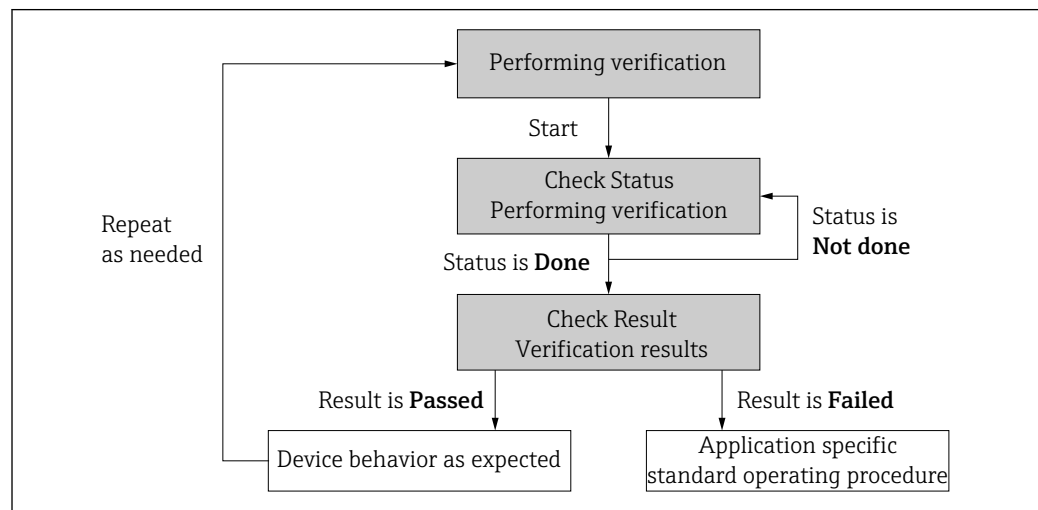 Performing verification
Start
Check Status
Performing verification
Repeat
as needed
Status is
Not done
Status is Done
Check Result
Verification results
Result is Passed
Result is Failed
Device behavior as expected
Application specific
standard operating procedure